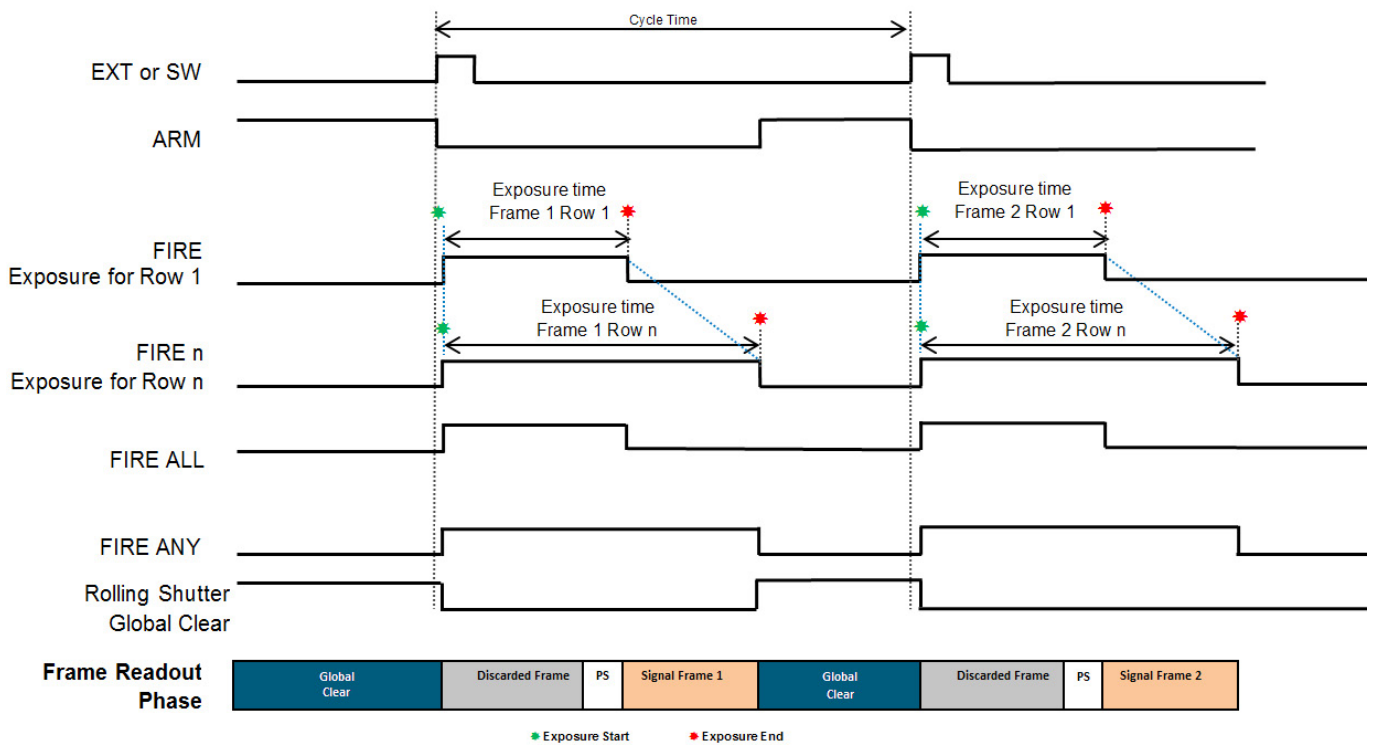 Cycle Time
EXT or SW
ARM
Exposure time
Frame 1 Row 1
Exposure time
Frame 2 Row 1
FIRE
Exposure for Row 1
Exposure time
Frame 1 Row n
Exposure time
Frame 2 Row n
FIRE n
Exposure for Row n
FIRE ALL
FIRE ANY
Rolling Shutter
Global Clear
Frame Readout
Phase
Global
Clear
Discarded Frame
PS
Signal Frame 1
Global
Clear
Discarded Frame
PS
Signal Frame 2
Exposure Start
Exposure End